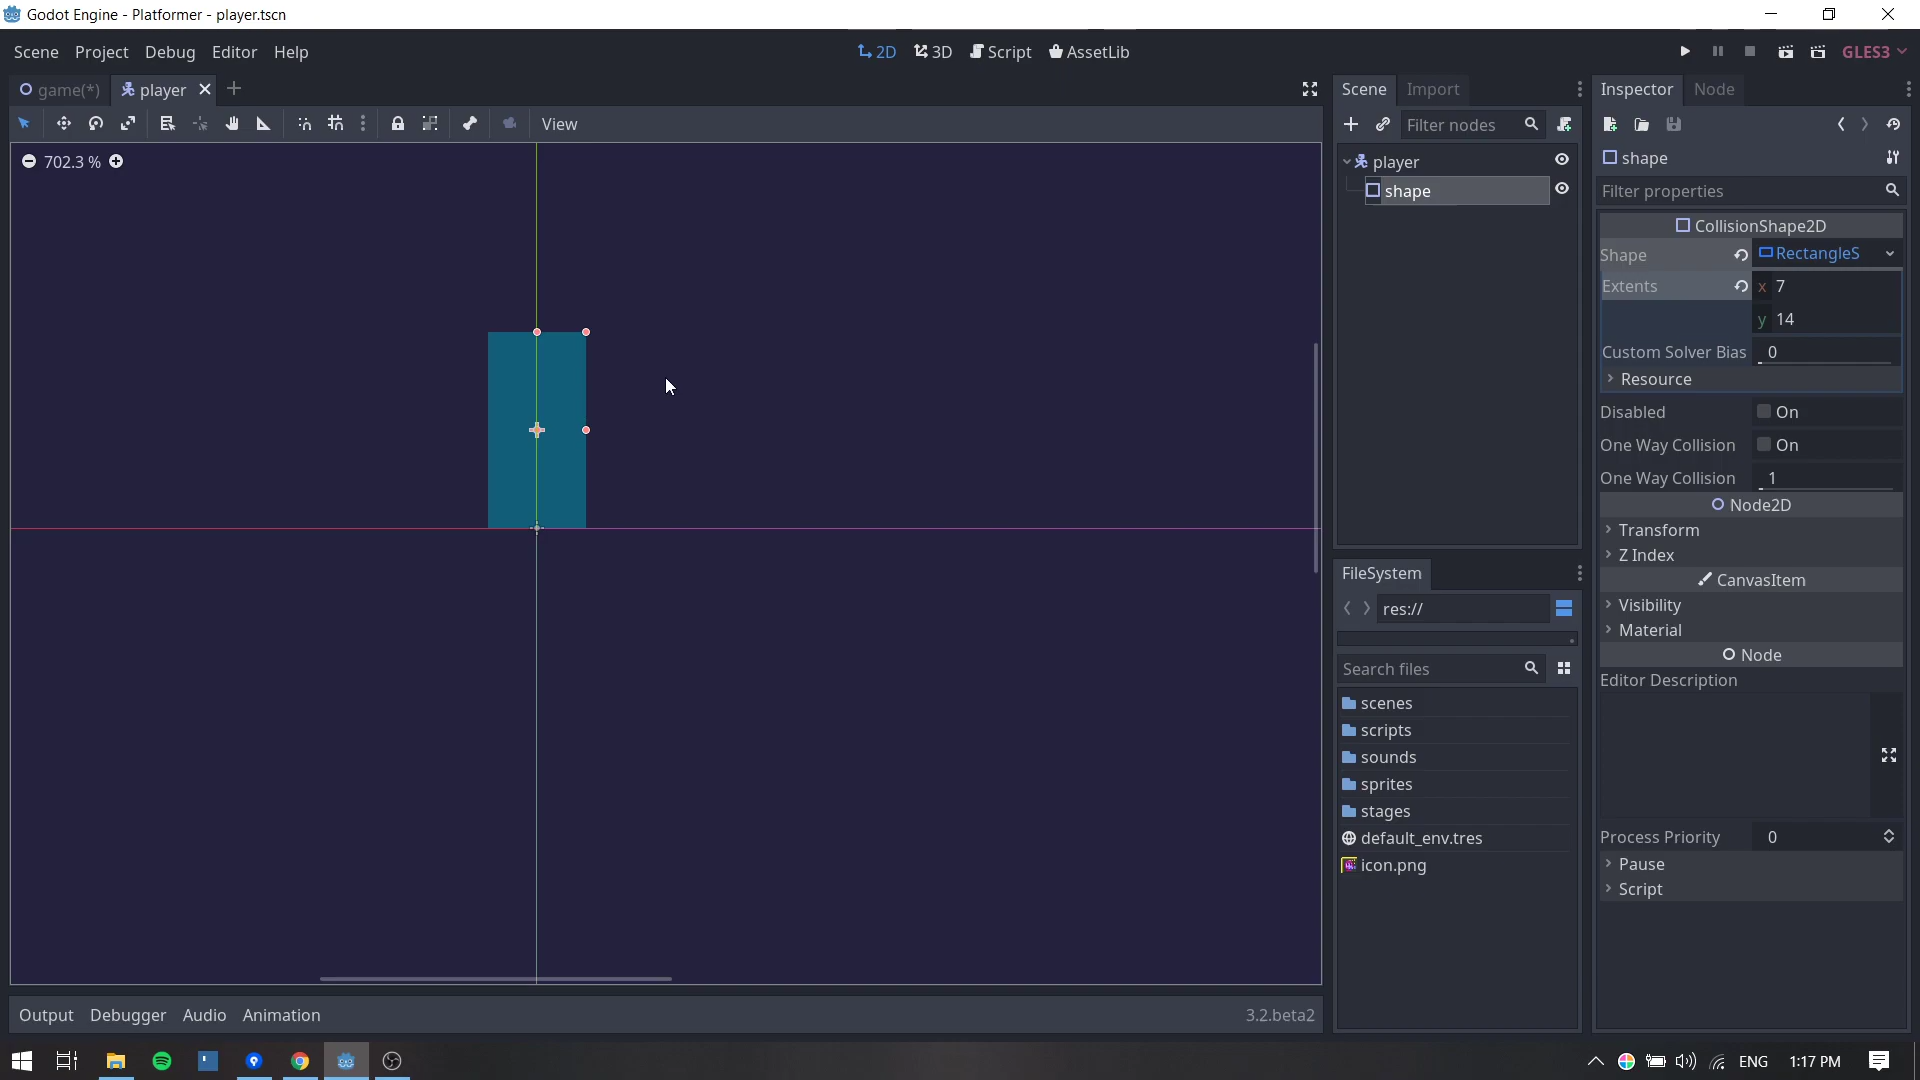 Godot Engine - Platformer - player.tscn
Scene Project Debug Editor Help
2D 3D Script AssetLib
GLES3
game(*) player
View
702.3 %
Scene Import
Filter nodes
player
shape
FileSystem
res://
Search files
scenes
scripts
sounds
sprites
stages
default_env.tres
icon.png
Inspector Node
shape
Filter properties
CollisionShape2D
Shape RectangleS
Extents x 7
y 14
Custom Solver Bias 0
Resource
Disabled On
One Way Collision On
One Way Collision 1
Node2D
Transform
Z Index
CanvasItem
Visibility
Material
Node
Editor Description
Process Priority 0
Pause
Script
Output Debugger Audio Animation 3.2.beta2
ENG 1:17 PM